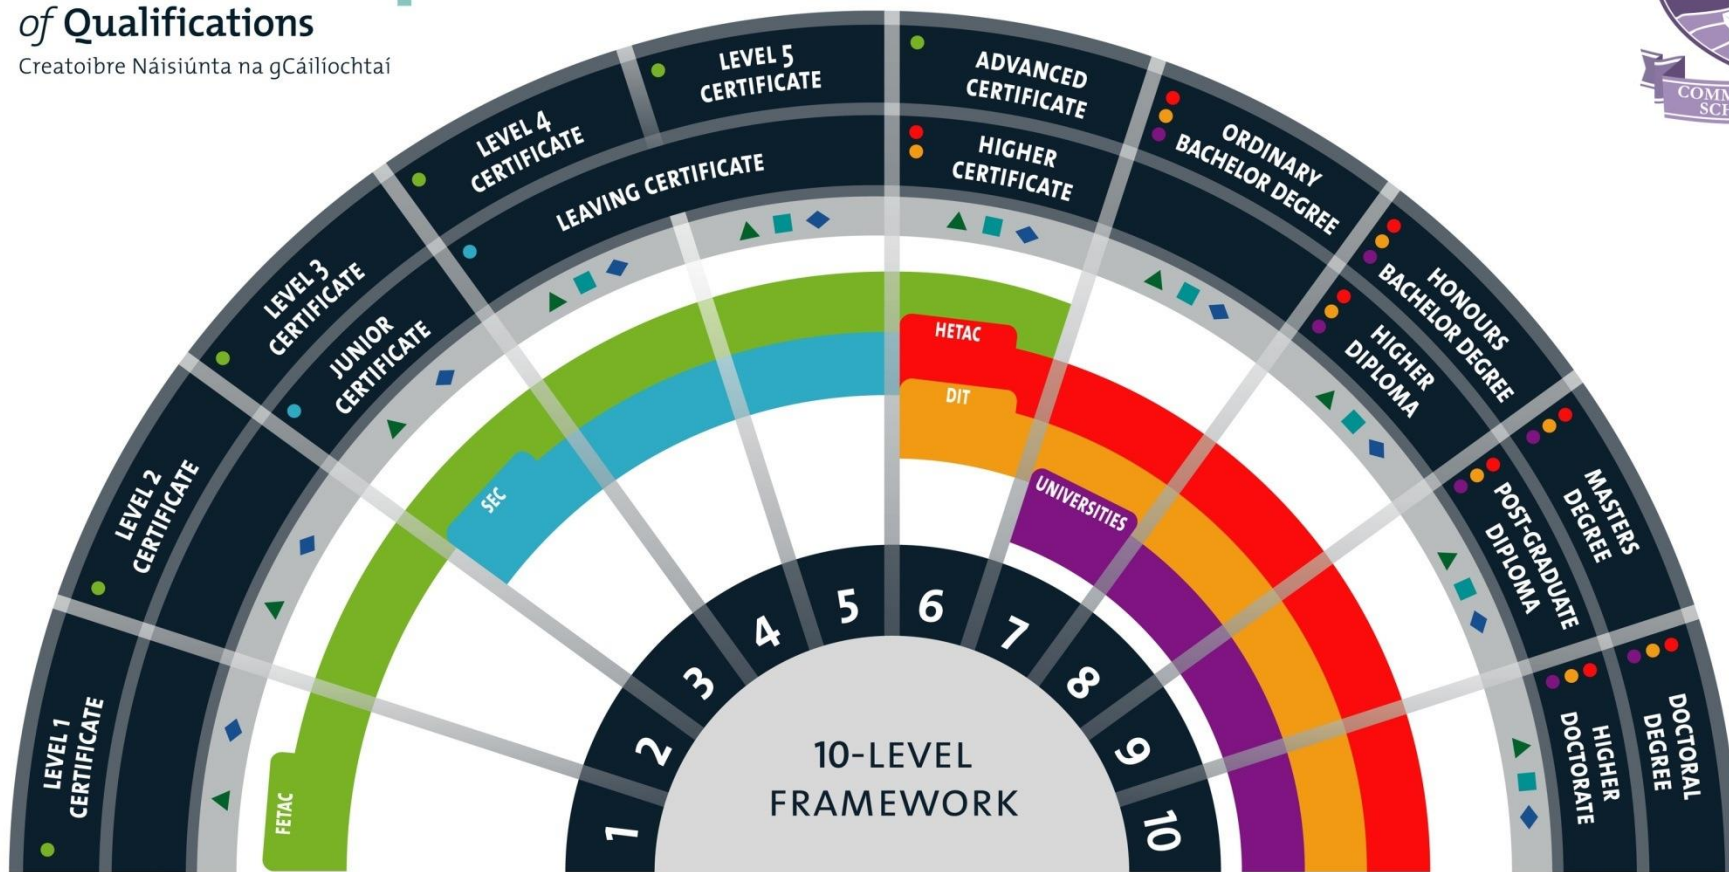 of Qualifications
Creatoibre Náisiúnta na gCáilíochtaí
LEVEL 1
CERTIFICATE
LEVEL 2
CERTIFICATE
LEVEL 3
CERTIFICATE
JUNIOR
CERTIFICATE
LEVEL 4
CERTIFICATE
LEVEL 5
CERTIFICATE
LEAVING CERTIFICATE
ADVANCED
CERTIFICATE
HIGHER
CERTIFICATE
ORDINARY
BACHELOR DEGREE
HONOURS
BACHELOR DEGREE
HIGHER
DIPLOMA
MASTERS
DEGREE
POST-GRADUATE
DIPLOMA
DOCTORAL
DEGREE
HIGHER
DOCTORATE
FETAC
SEC
HETAC
DIT
UNIVERSITIES
1
2
3
4
5
6
7
8
9
10
10-LEVEL
FRAMEWORK